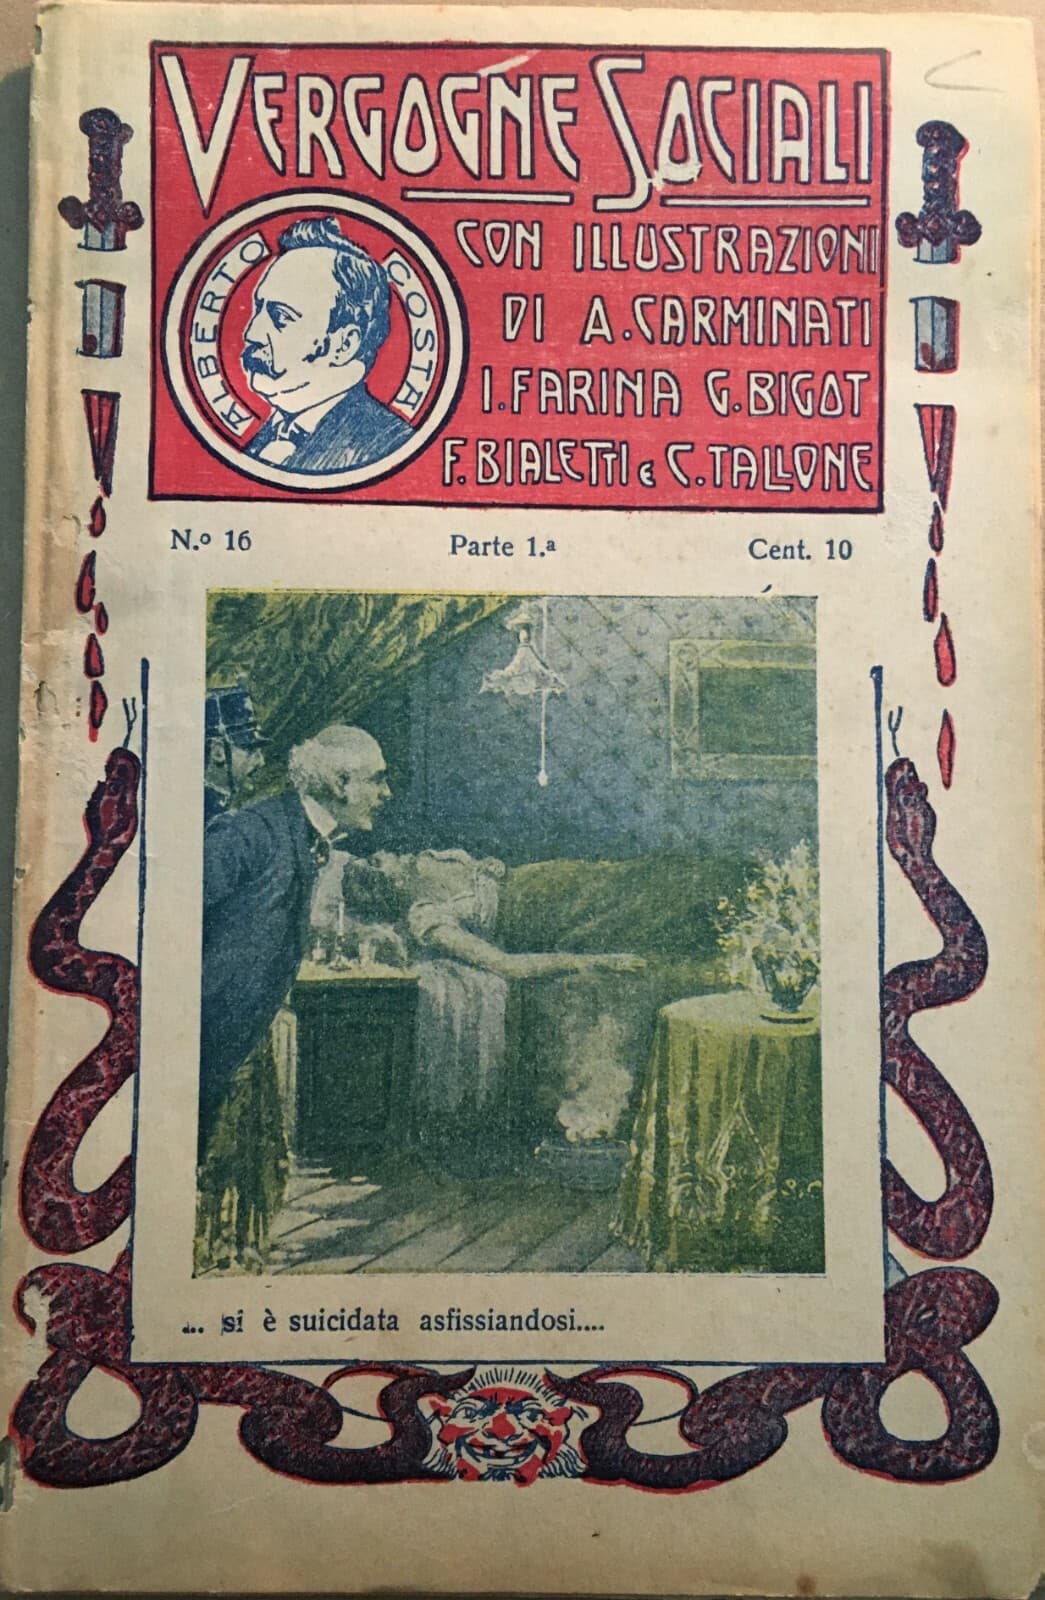 VERGOGNE SOCIALI
ALBERTO COSTA
CON ILLUSTRAZIONI
DI A. CARMINATI
I. FARINA G. BIGOT
F. BIALETTI E C. TALLONE
N.º 16 Parte 1.ª Cent. 10
... si è suicidata asfissiandosi....